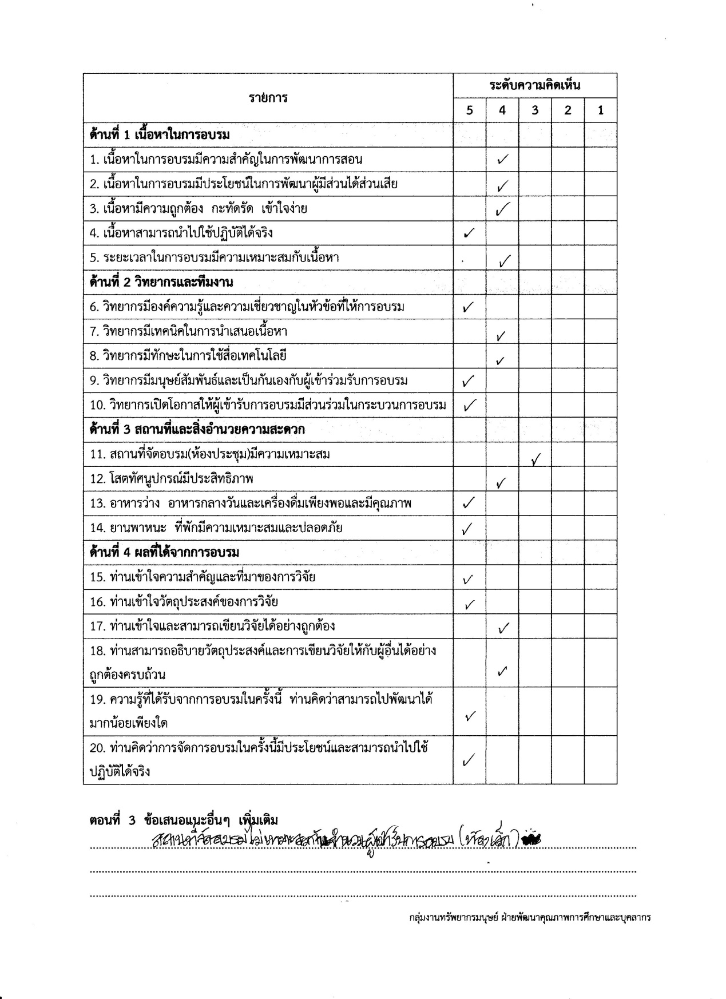 รายการ
ระดับความคิดเห็น
5 4 3 2 1
ด้านที่ 1 เนื้อหาในการอบรม
1. เนื้อหาในการอบรมมีความสำคัญในการพัฒนาการสอน ✓
2. เนื้อหาในการอบรมมีประโยชน์ในการพัฒนาผู้มีส่วนได้ส่วนเสีย ✓
3. เนื้อหามีความถูกต้อง กะทัดรัด เข้าใจง่าย ✓
4. เนื้อหาสามารถนำไปใช้ปฏิบัติได้จริง ✓
5. ระยะเวลาในการอบรมมีความเหมาะสมกับเนื้อหา ✓
ด้านที่ 2 วิทยากรและทีมงาน
6. วิทยากรมีองค์ความรู้และความเชี่ยวชาญในหัวข้อที่ให้การอบรม ✓
7. วิทยากรมีเทคนิคในการนำเสนอเนื้อหา ✓
8. วิทยากรมีทักษะในการใช้สื่อเทคโนโลยี ✓
9. วิทยากรมีมนุษย์สัมพันธ์และเป็นกันเองกับผู้เข้าร่วมรับการอบรม ✓
10. วิทยากรเปิดโอกาสให้ผู้เข้ารับการอบรมมีส่วนร่วมในกระบวนการอบรม ✓
ด้านที่ 3 สถานที่และสิ่งอำนวยความสะดวก
11. สถานที่จัดอบรม(ห้องประชุม)มีความเหมาะสม ✓
12. โสตทัศนูปกรณ์มีประสิทธิภาพ ✓
13. อาหารว่าง อาหารกลางวันและเครื่องดื่มเพียงพอและมีคุณภาพ ✓
14. ยานพาหนะ ที่พักมีความเหมาะสมและปลอดภัย ✓
ด้านที่ 4 ผลที่ได้จากการอบรม
15. ท่านเข้าใจความสำคัญและที่มาของการวิจัย ✓
16. ท่านเข้าใจวัตถุประสงค์ของการวิจัย ✓
17. ท่านเข้าใจและสามารถเขียนวิจัยได้อย่างถูกต้อง ✓
18. ท่านสามารถอธิบายวัตถุประสงค์และการเขียนวิจัยให้กับผู้อื่นได้อย่าง
ถูกต้องครบถ้วน ✓
19. ความรู้ที่ได้รับจากการอบรมในครั้งนี้ ท่านคิดว่าสามารถไปพัฒนาได้
มากน้อยเพียงใด ✓
20. ท่านคิดว่าการจัดการอบรมในครั้งนี้มีประโยชน์และสามารถนำไปใช้
ปฏิบัติได้จริง ✓
ตอนที่ 3 ข้อเสนอแนะอื่นๆ เพิ่มเติม
สถานที่จัดอบรมไม่เหมาะสมกับจำนวนผู้เข้ารับการอบรม (ห้องเล็ก)
กลุ่มงานทรัพยากรมนุษย์ ฝ่ายพัฒนาคุณภาพการศึกษาและบุคลากร